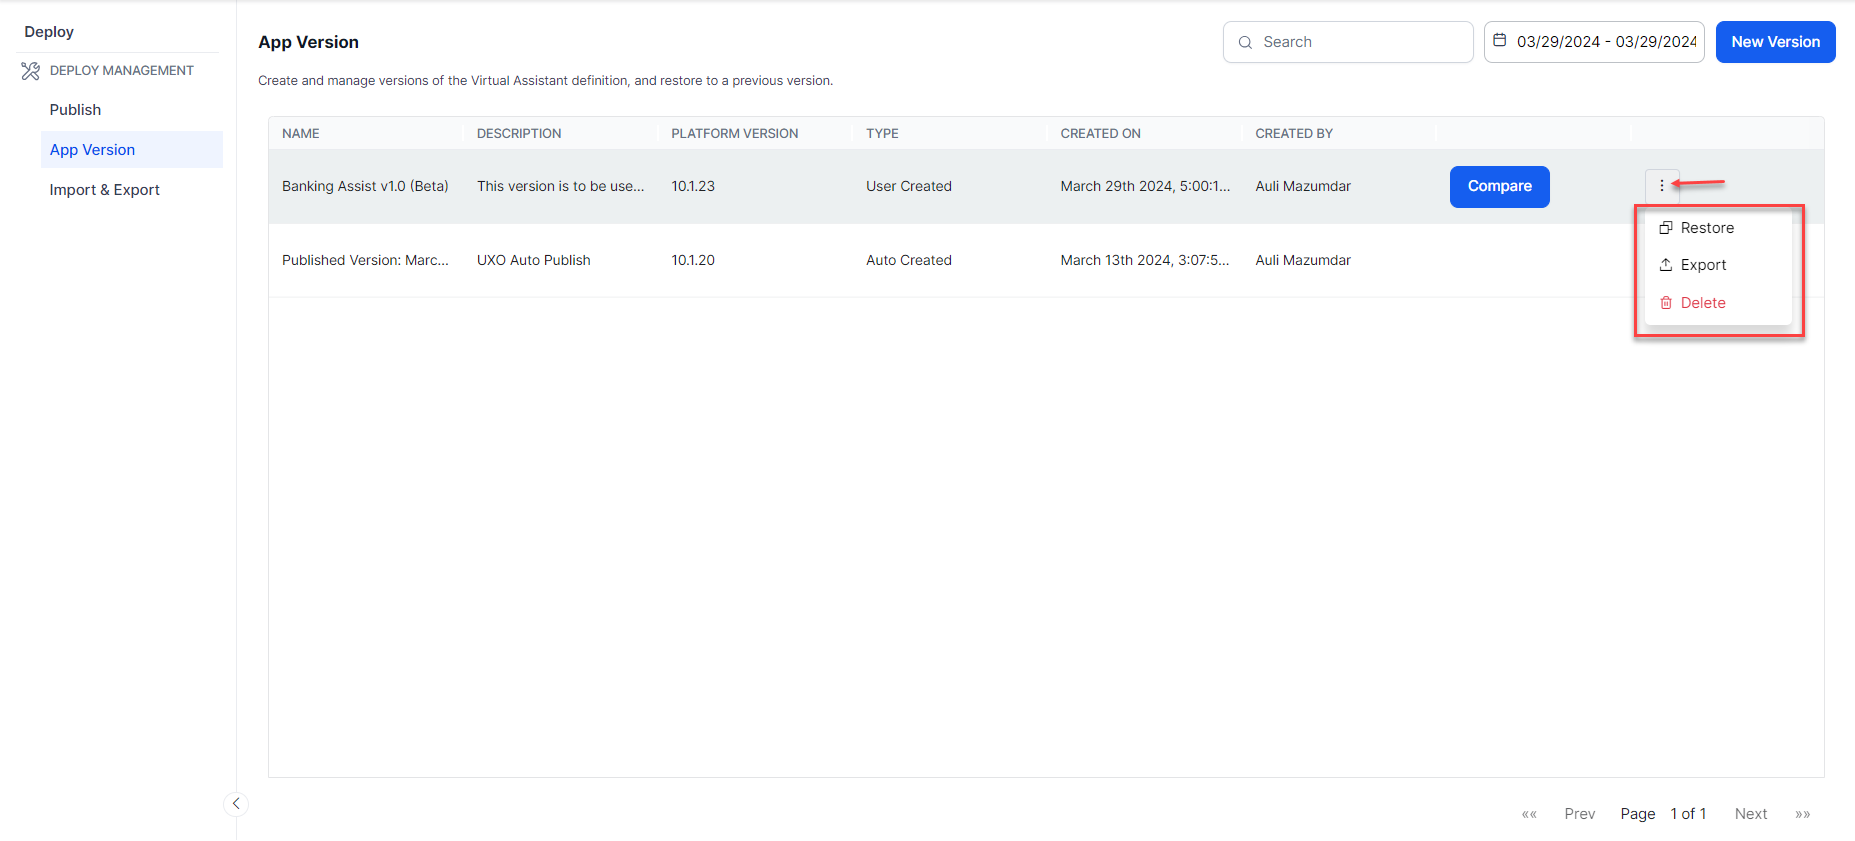 Deploy
DEPLOY MANAGEMENT
Publish
App Version
Import & Export
App Version
Search
03/29/2024 - 03/29/2024
New Version
Create and manage versions of the Virtual Assistant definition, and restore to a previous version.
NAME DESCRIPTION PLATFORM VERSION TYPE CREATED ON CREATED BY
Banking Assist v1.0 (Beta) This version is to be use... 10.1.23 User Created March 29th 2024, 5:00:1... Auli Mazumdar Compare
Restore
Export
Delete
Published Version: Marc... UXO Auto Publish 10.1.20 Auto Created March 13th 2024, 3:07:5... Auli Mazumdar
«« Prev Page 1 of 1 Next »»